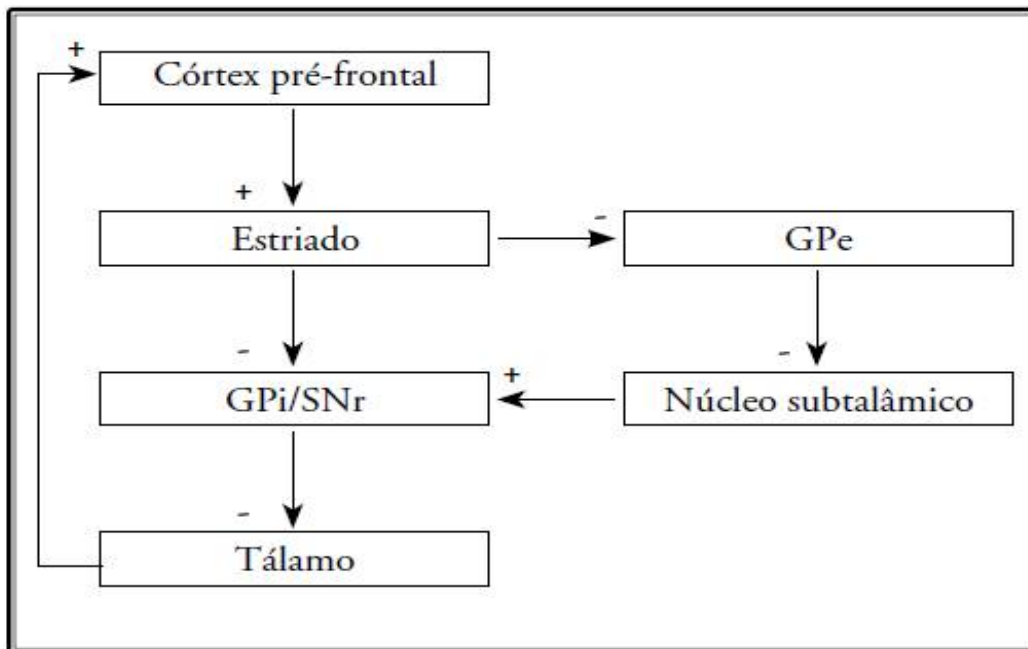 +
Córtex pré-frontal
+
-
Estriado
GPe
-
-
+
GPi/SNr
Núcleo subtalâmico
-
Tálamo